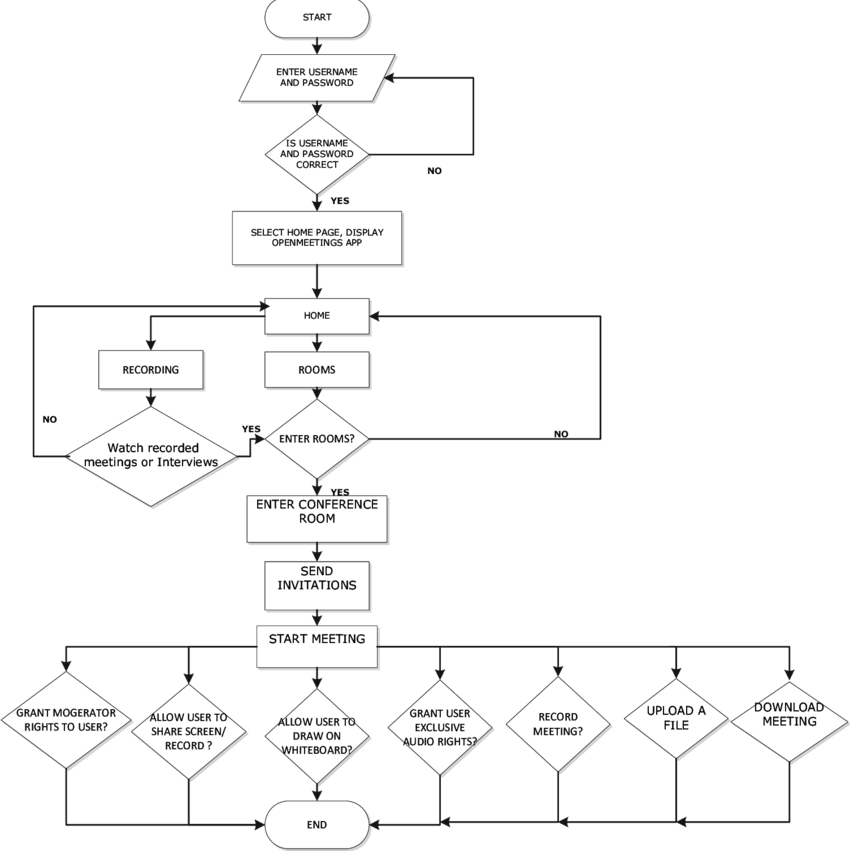 START
ENTER USERNAME
AND PASSWORD
IS USERNAME
AND PASSWORD
CORRECT
NO
YES
SELECT HOME PAGE, DISPLAY
OPENMEETINGS APP
HOME
RECORDING
ROOMS
NO
YES
Watch recorded
meetings or Interviews
ENTER ROOMS?
NO
YES
ENTER CONFERENCE
ROOM
SEND
INVITATIONS
START MEETING
GRANT MOGERATOR
RIGHTS TO USER?
ALLOW USER TO
SHARE SCREEN/
RECORD ?
ALLOW USER TO
DRAW ON
WHITEBOARD?
GRANT USER
EXCLUSIVE
AUDIO RIGHTS?
RECORD
MEETING?
UPLOAD A
FILE
DOWNLOAD
MEETING
END